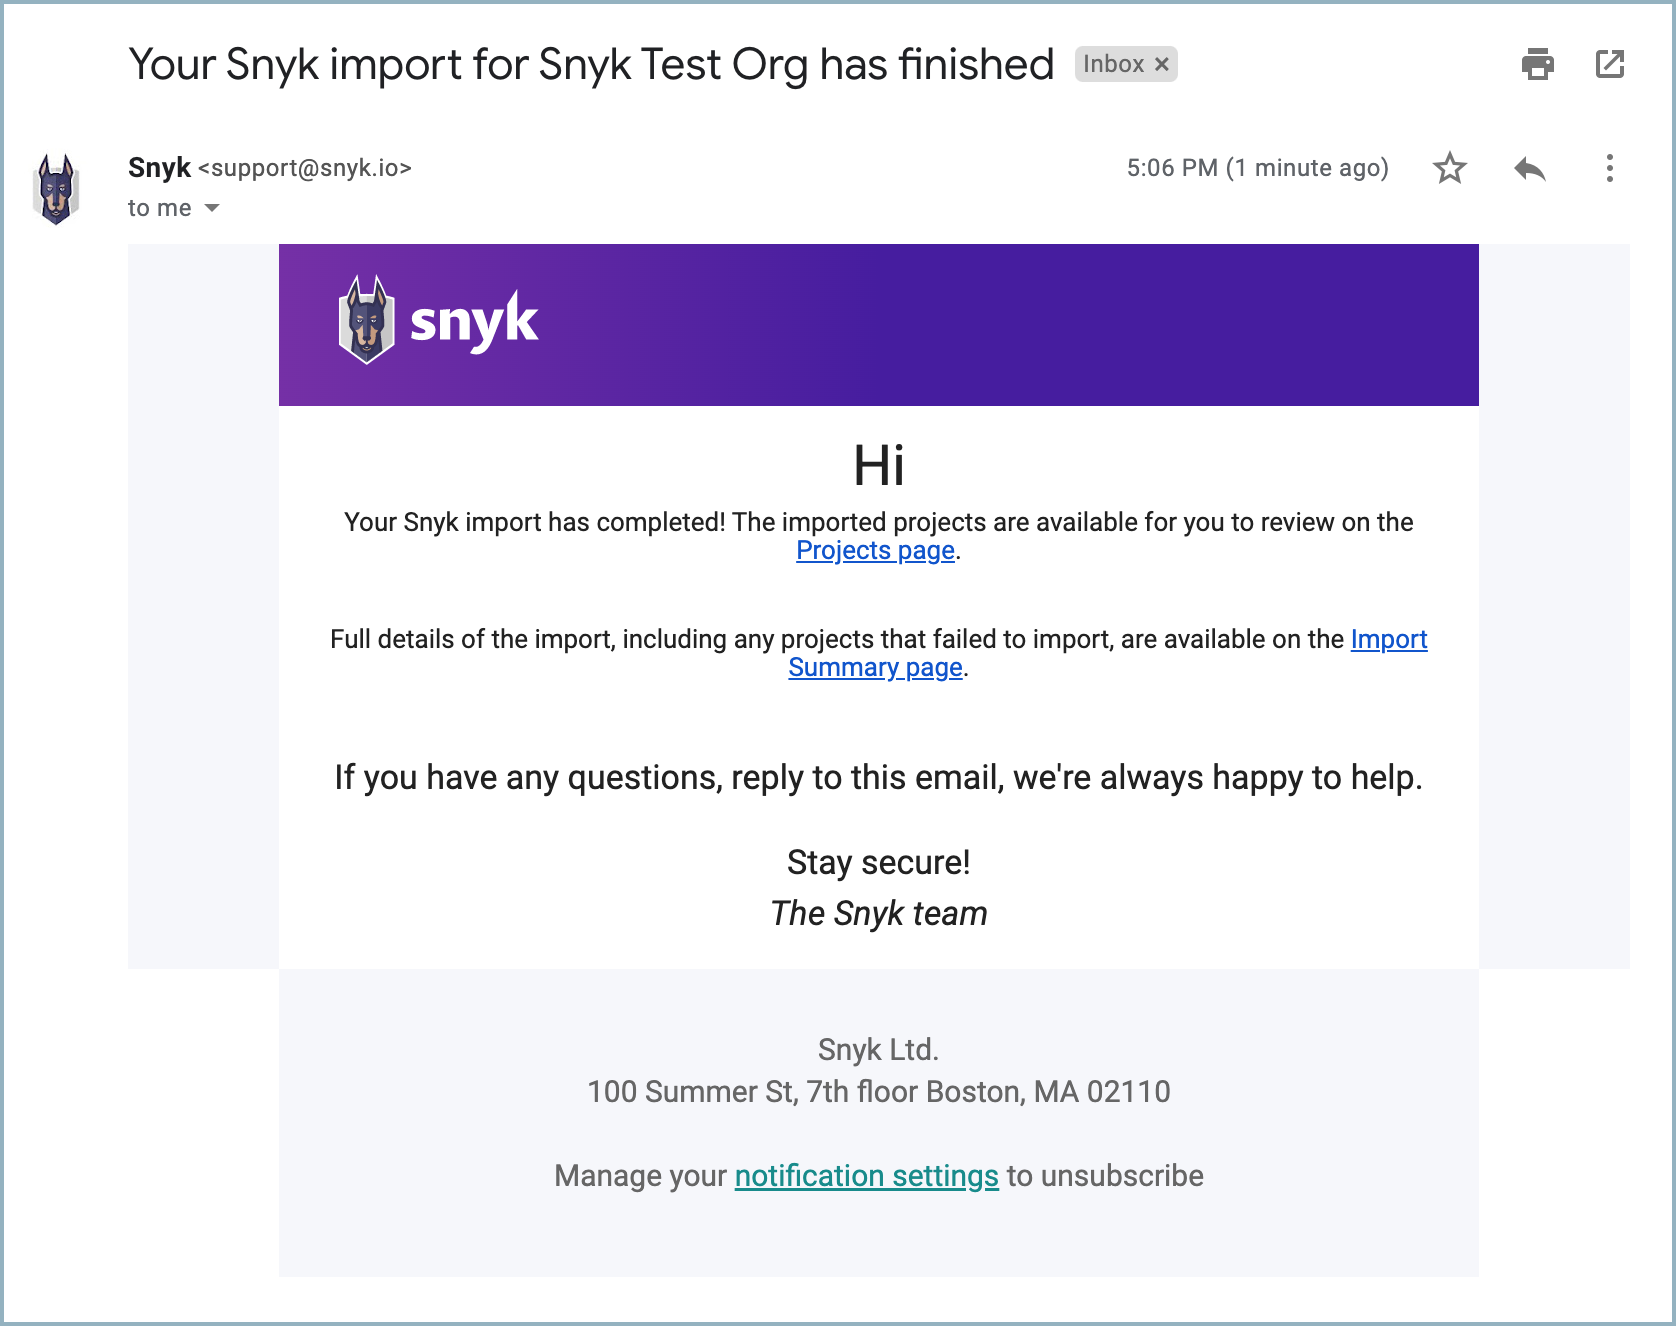 Your Snyk import for Snyk Test Org has finished Inbox ×
Snyk <support@snyk.io> 5:06 PM (1 minute ago)
to me
snyk
Hi
Your Snyk import has completed! The imported projects are available for you to review on the
Projects page.
Full details of the import, including any projects that failed to import, are available on the Import
Summary page.
If you have any questions, reply to this email, we're always happy to help.
Stay secure!
The Snyk team
Snyk Ltd.
100 Summer St, 7th floor Boston, MA 02110
Manage your notification settings to unsubscribe